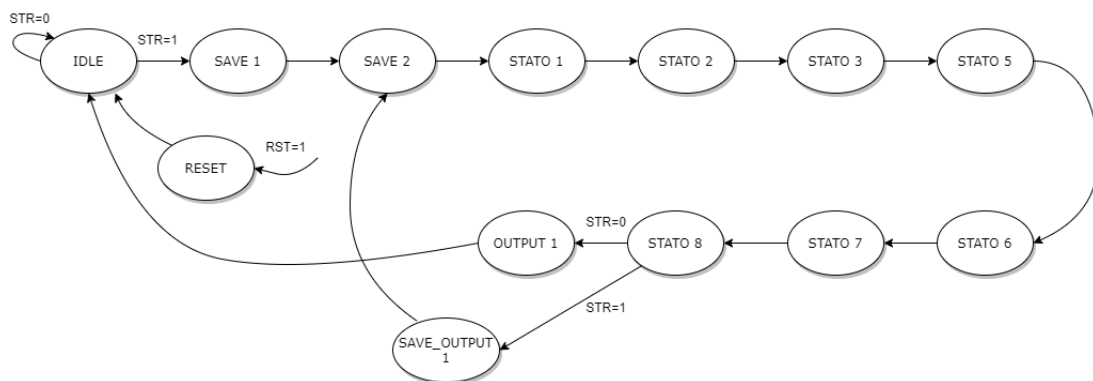 STR=0
STR=1
IDLE
SAVE 1
SAVE 2
STATO 1
STATO 2
STATO 3
STATO 5
RST=1
RESET
STR=0
OUTPUT 1
STATO 8
STATO 7
STATO 6
STR=1
SAVE_OUTPUT
1